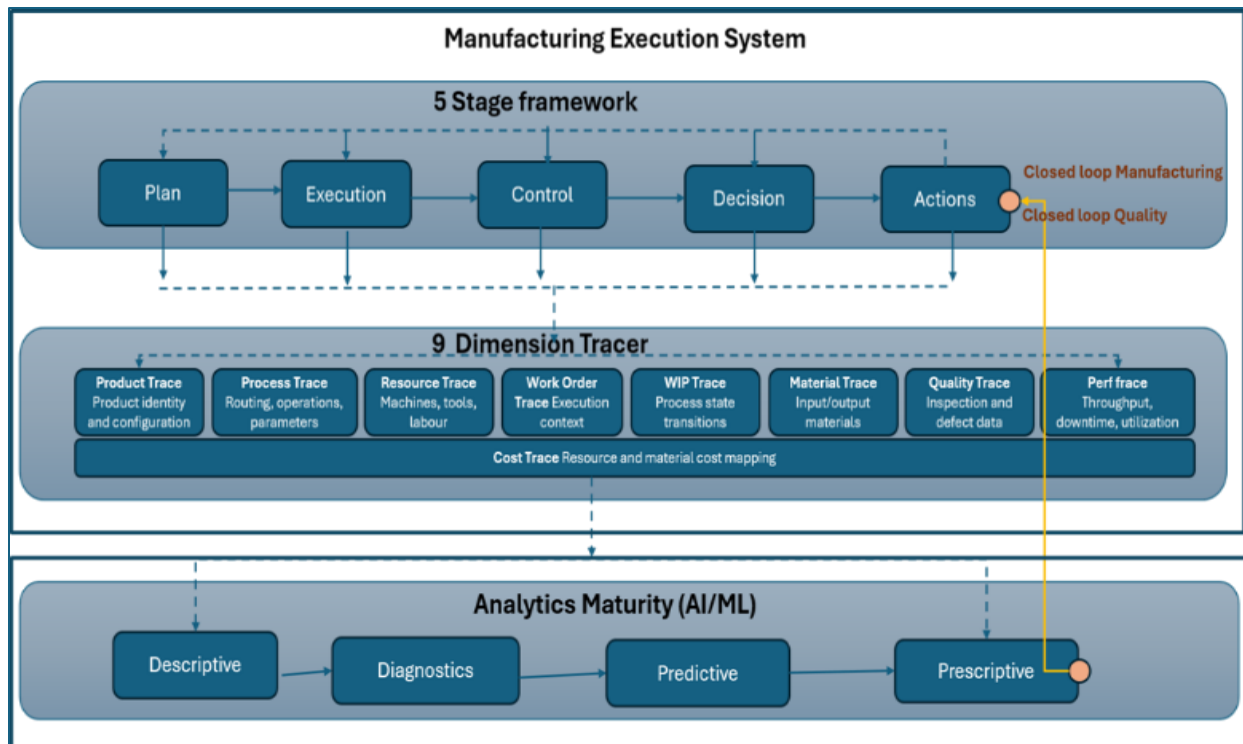 Manufacturing Execution System
5 Stage framework
Plan
Execution
Control
Decision
Actions
Closed loop Manufacturing
Closed loop Quality
9 Dimension Tracer
Product Trace
Product identity
and configuration
Process Trace
Routing, operations,
parameters
Resource Trace
Machines, tools,
labour
Work Order
Trace Execution
context
WIP Trace
Process state
transitions
Material Trace
Input/output
materials
Quality Trace
Inspection and
defect data
Perf frace
Throughput,
downtime, utilization
Cost Trace Resource and material cost mapping
Analytics Maturity (AI/ML)
Descriptive
Diagnostics
Predictive
Prescriptive